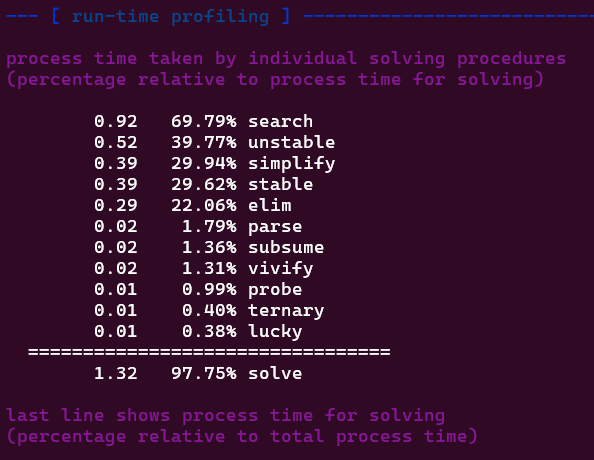 --- [ run-time profiling ] ---------------------------
process time taken by individual solving procedures
(percentage relative to process time for solving)
0.92 69.79% search
0.52 39.77% unstable
0.39 29.94% simplify
0.39 29.62% stable
0.29 22.06% elim
0.02 1.79% parse
0.02 1.36% subsume
0.02 1.31% vivify
0.01 0.99% probe
0.01 0.40% ternary
0.01 0.38% lucky
=================================
1.32 97.75% solve
last line shows process time for solving
(percentage relative to total process time)